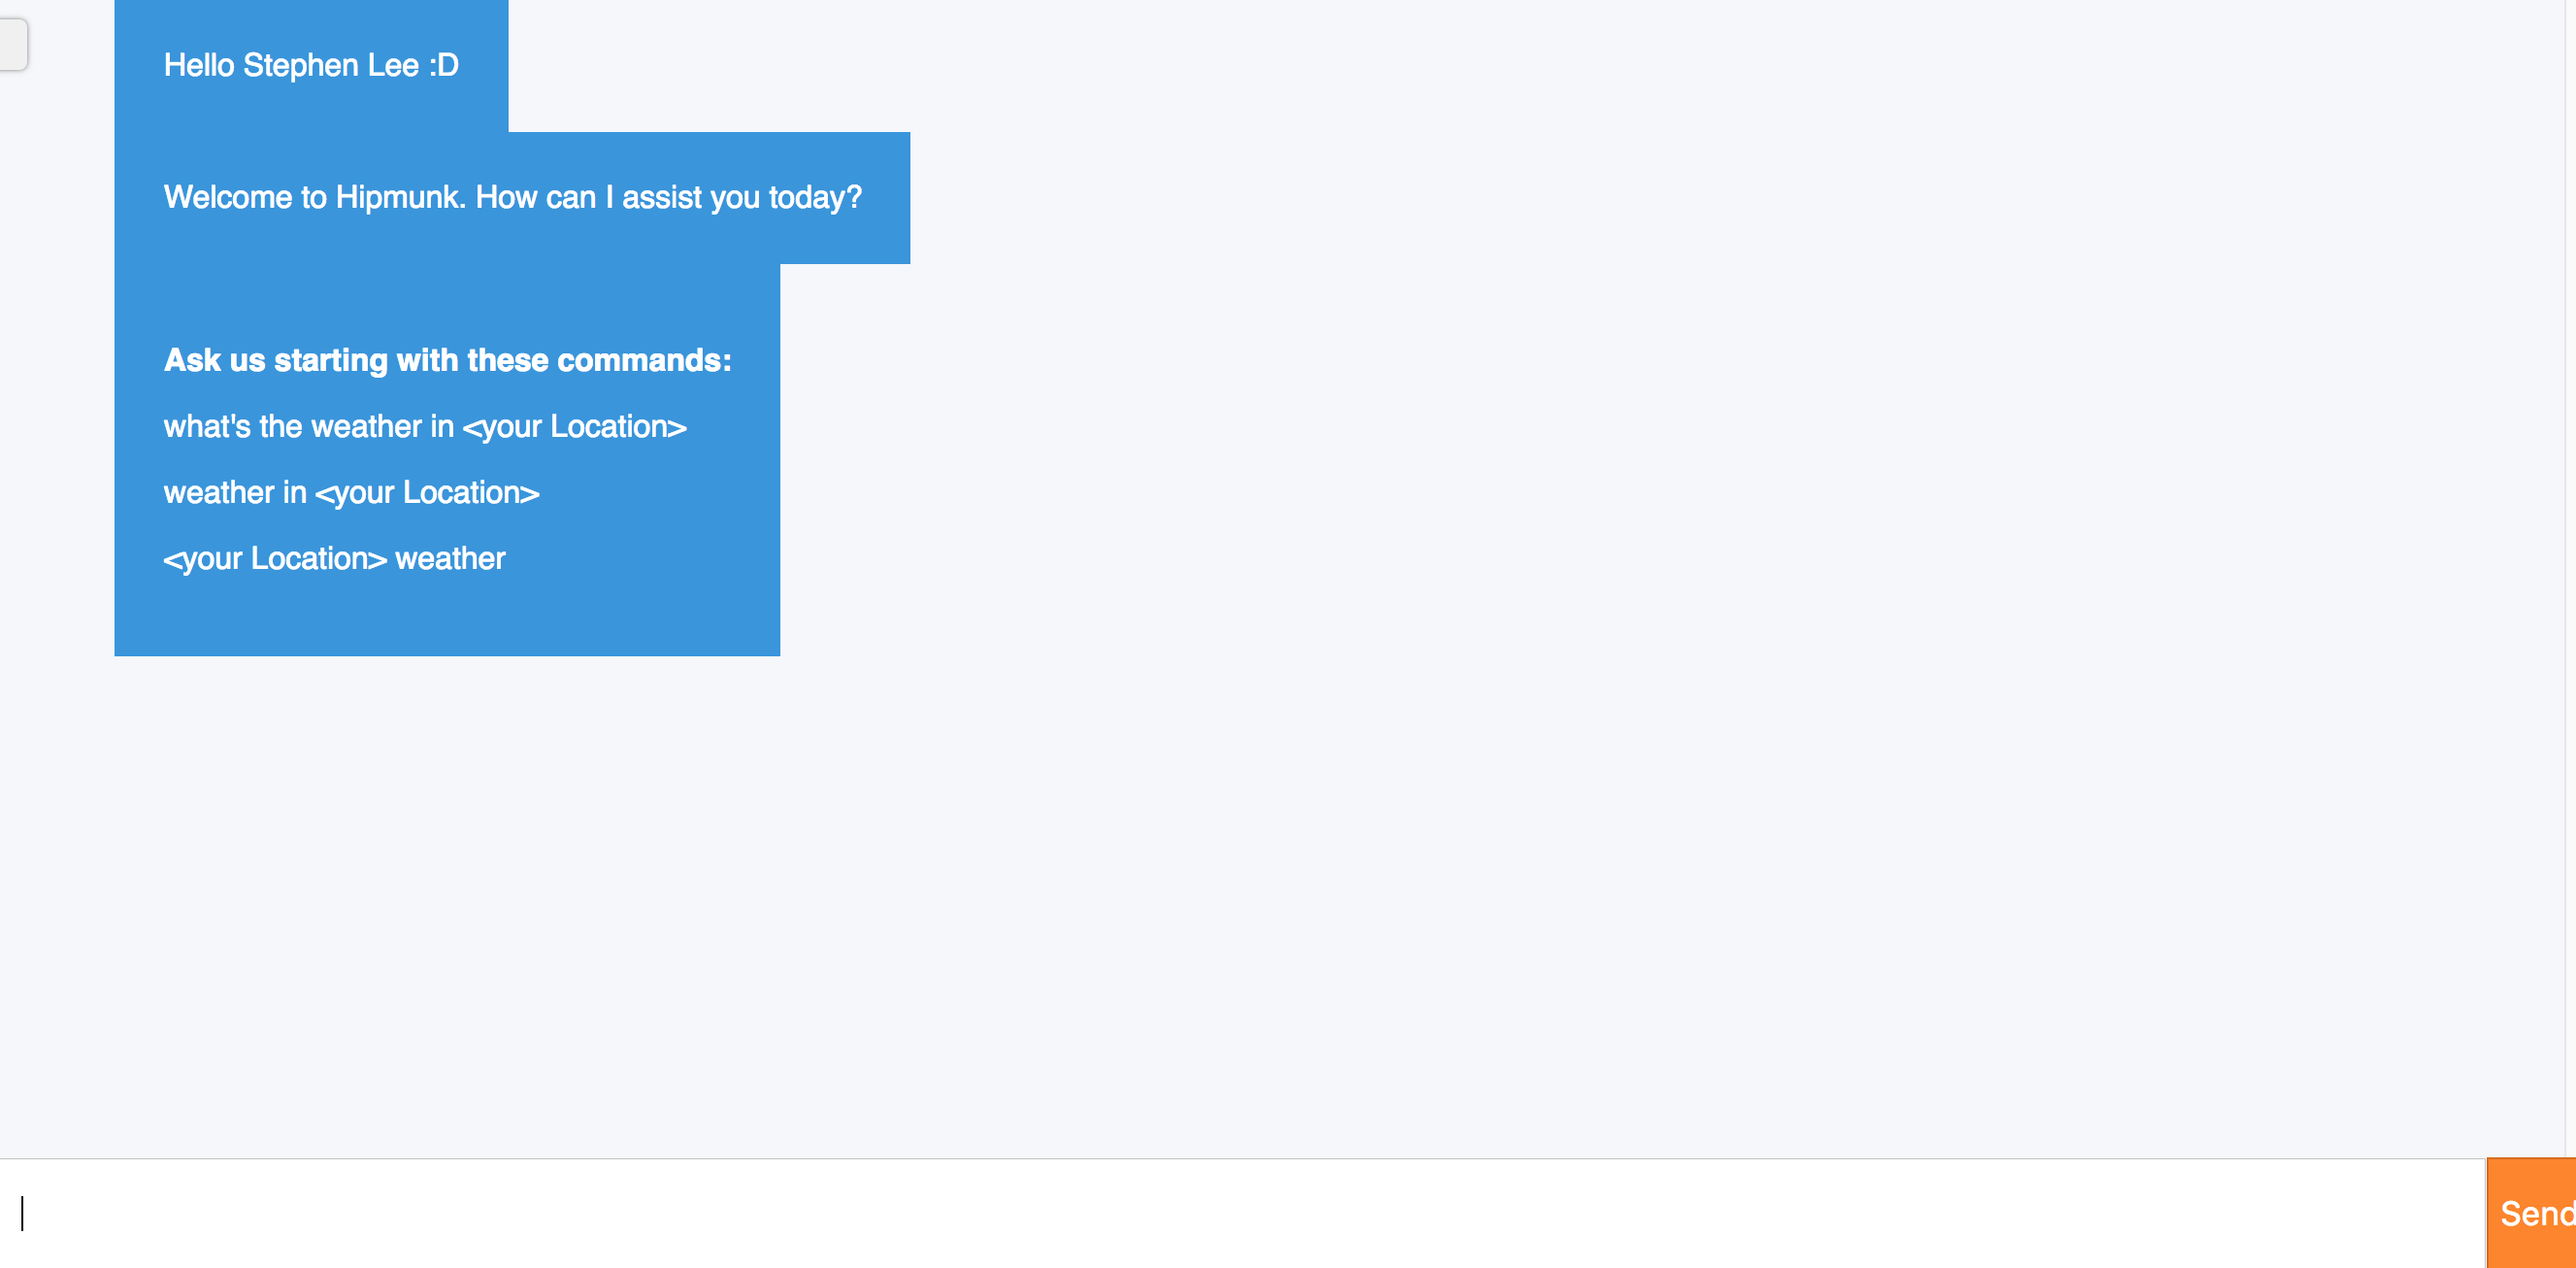 Hello Stephen Lee :D
Welcome to Hipmunk. How can I assist you today?
Ask us starting with these commands:
what's the weather in <your Location>
weather in <your Location>
<your Location> weather
Send